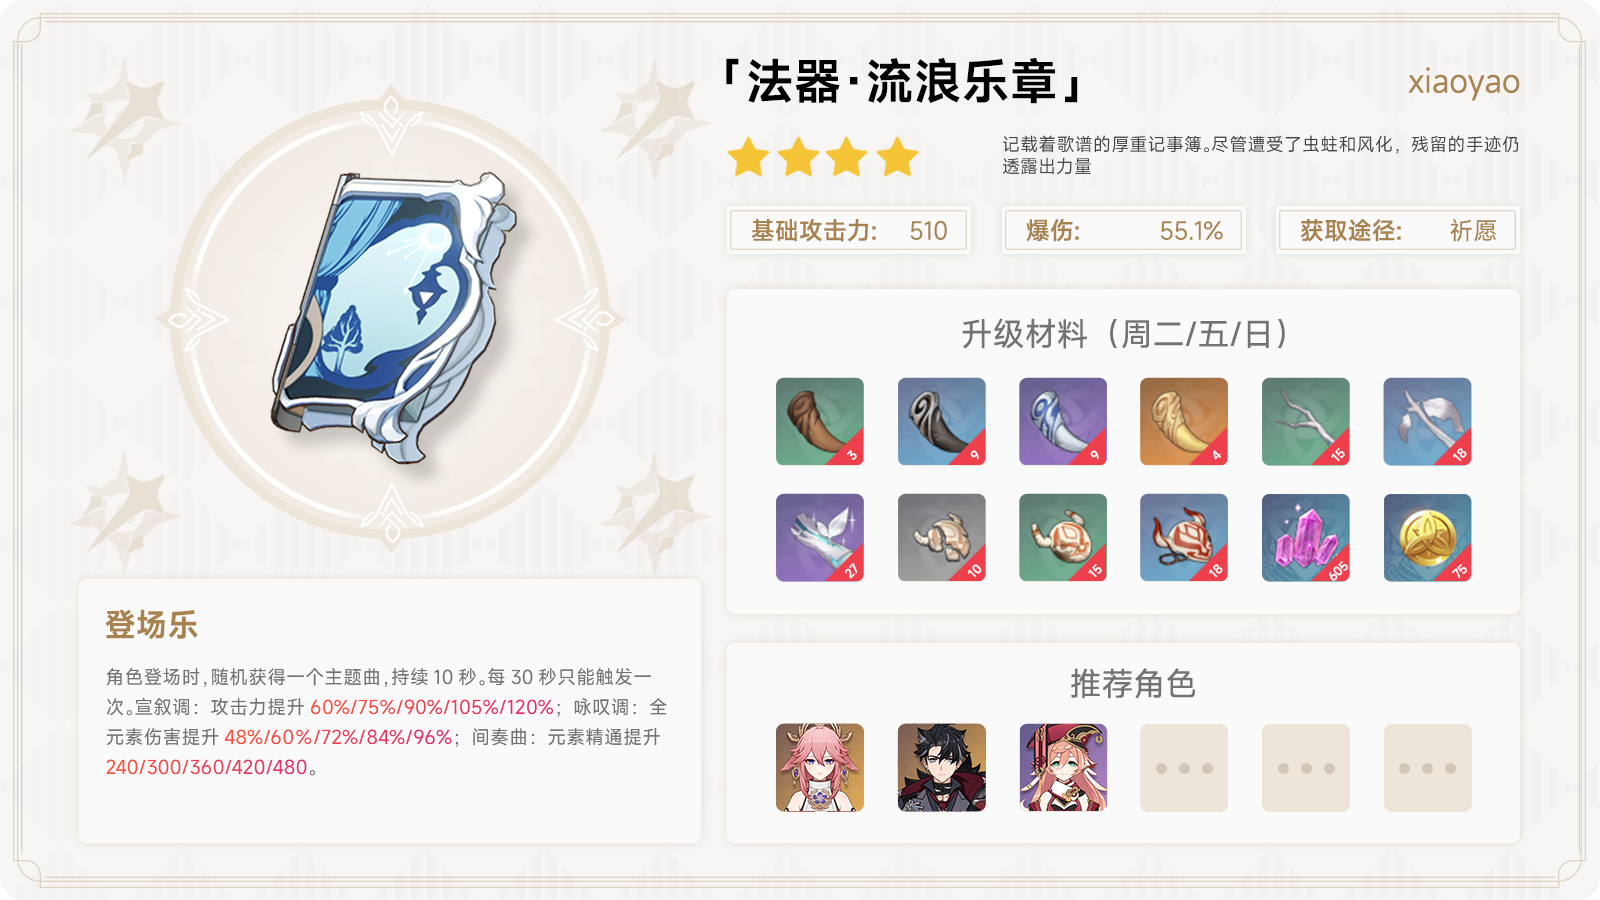 「法器·流浪乐章」
xiaoyao
记载着歌谱的厚重记事簿。尽管遭受了虫蛀和风化，残留的手迹仍
透露出力量
基础攻击力: 510
爆伤: 55.1%
获取途径: 祈愿
升级材料（周二/五/日）
3 9 9 4 15 18
27 10 15 18 605 75
登场乐
角色登场时,随机获得一个主题曲,持续 10 秒。每 30 秒只能触发一
次。宣叙调：攻击力提升 60%/75%/90%/105%/120%；咏叹调：全
元素伤害提升 48%/60%/72%/84%/96%；间奏曲：元素精通提升
240/300/360/420/480。
推荐角色